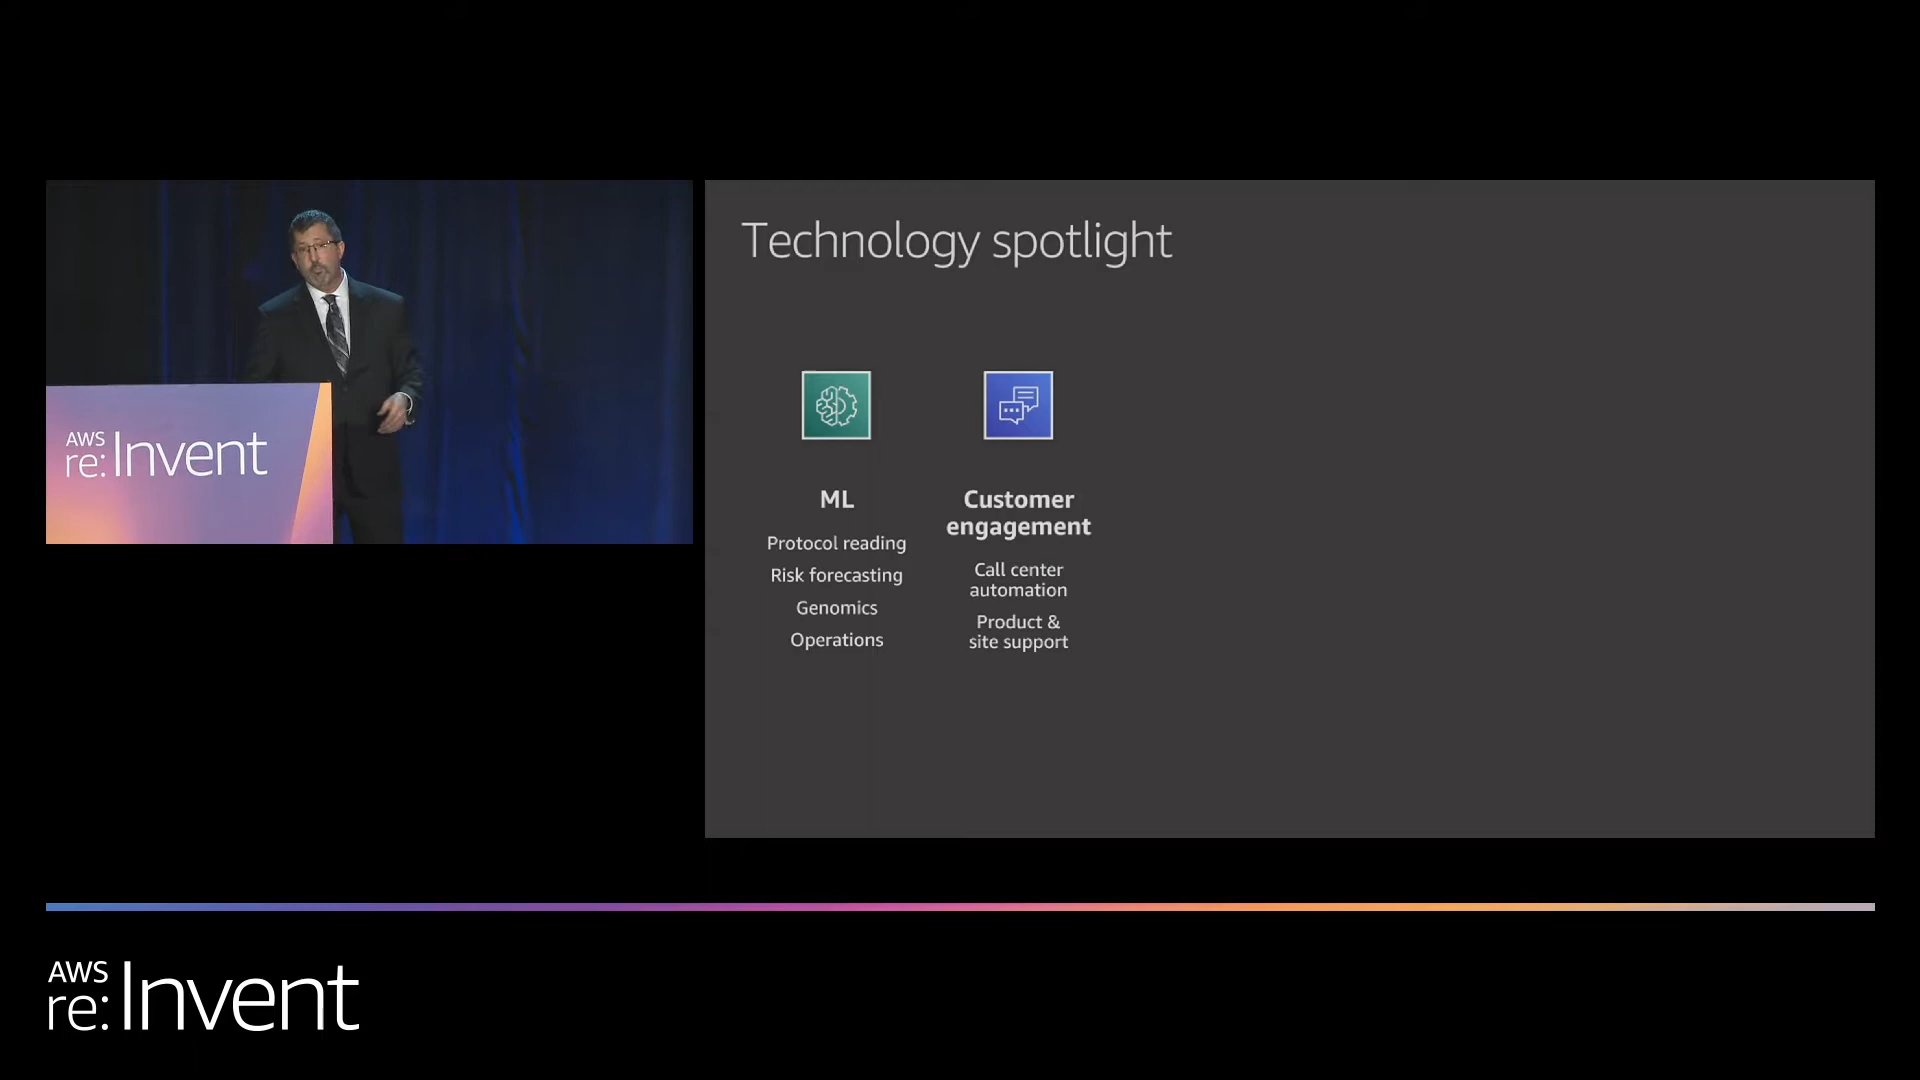 AWS
re:Invent
Technology spotlight
ML
Protocol reading
Risk forecasting
Genomics
Operations
Customer
engagement
Call center
automation
Product &
site support
AWS
re:Invent